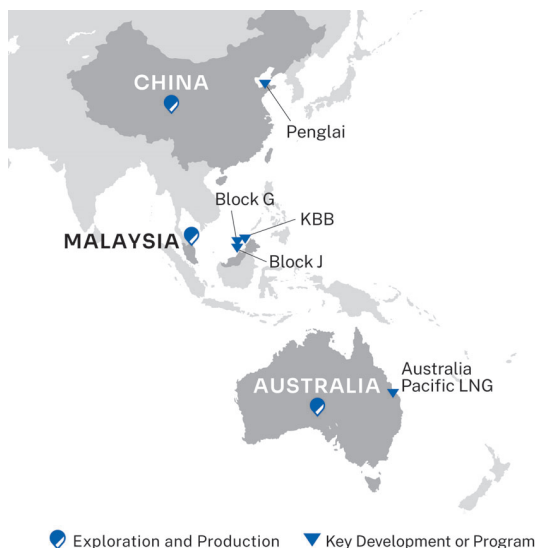 CHINA
Penglai
Block G
KBB
MALAYSIA
Block J
Australia
Pacific LNG
AUSTRALIA
Exploration and Production
Key Development or Program